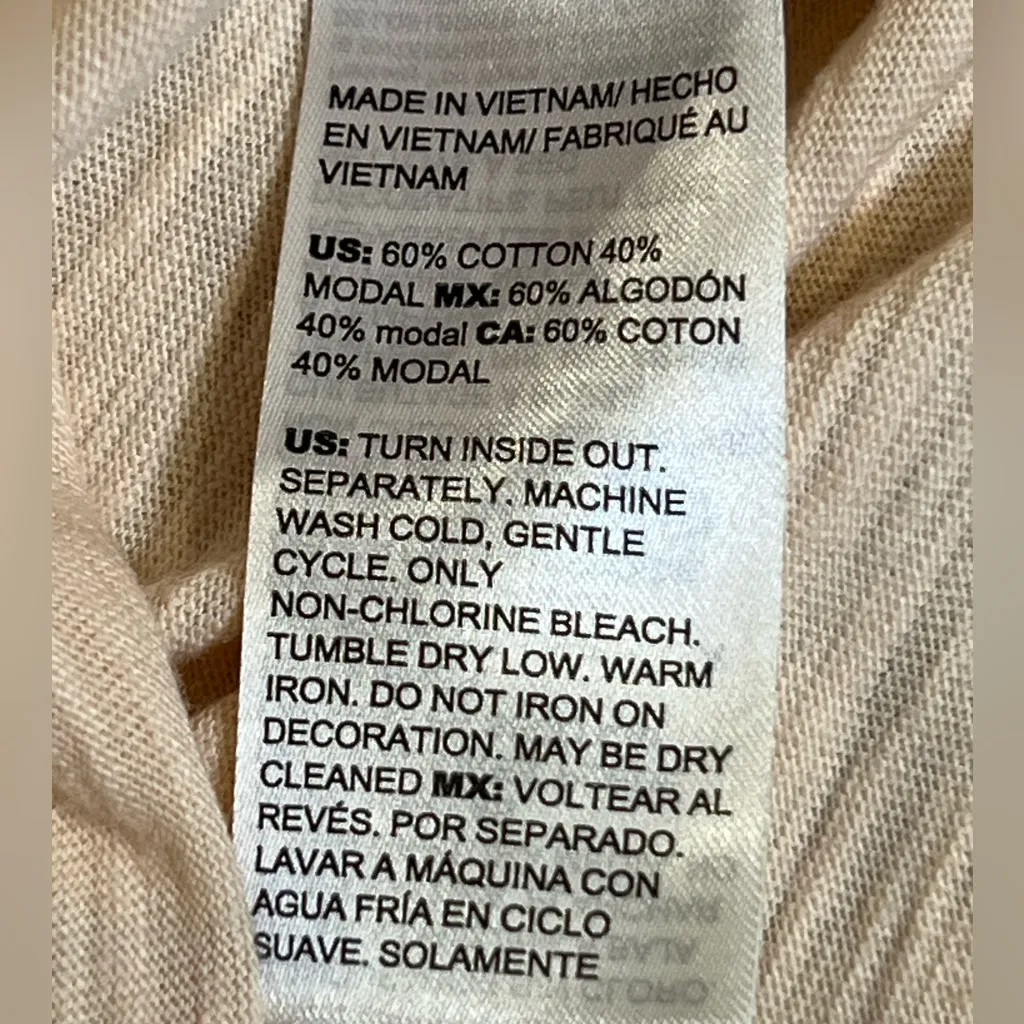 MADE IN VIETNAM/ HECHO
EN VIETNAM/ FABRIQUÉ AU
VIETNAM
US: 60% COTTON 40%
MODAL MX: 60% ALGODÓN
40% modal CA: 60% COTON
40% MODAL
US: TURN INSIDE OUT.
SEPARATELY. MACHINE
WASH COLD, GENTLE
CYCLE. ONLY
NON-CHLORINE BLEACH.
TUMBLE DRY LOW. WARM
IRON. DO NOT IRON ON
DECORATION. MAY BE DRY
CLEANED MX: VOLTEAR AL
REVÉS. POR SEPARADO.
LAVAR A MÁQUINA CON
AGUA FRÍA EN CICLO
SUAVE. SOLAMENTE